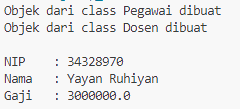 Objek dari class Pegawai dibuat
Objek dari class Dosen dibuat
NIP : 34328970
Nama : Yayan Ruhiyan
Gaji : 3000000.0